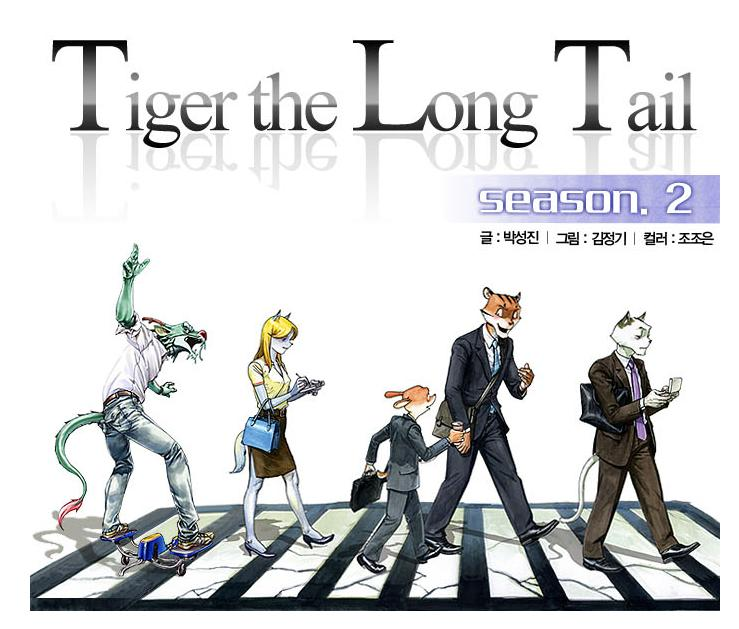 Tiger the Long Tail
season. 2
글 : 박성진 | 그림 : 김정기 | 컬러 : 조조은